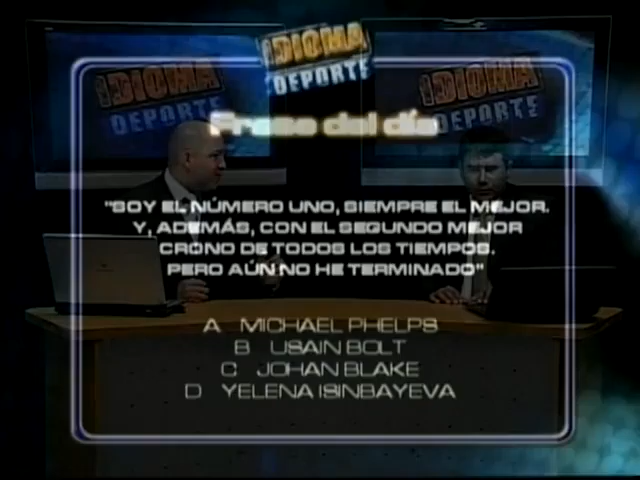 IDIOMA
DEPORTE
IDIOMA
DEPORTE
IDIOMA
DEPORTE
Frase del día
"SOY EL NÚMERO UNO, SIEMPRE EL MEJOR.
Y, ADEMÁS, CON EL SEGUNDO MEJOR
CRONO DE TODOS LOS TIEMPOS.
PERO AÚN NO HE TERMINADO"
A MICHAEL PHELPS
B USAIN BOLT
C JOHAN BLAKE
D YELENA ISINBAYEVA